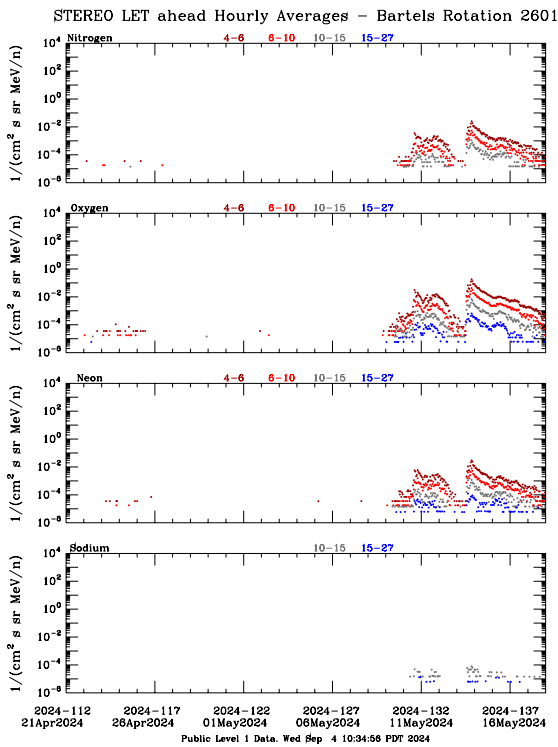 STEREO LET ahead Hourly Averages - Bartels Rotation 2601
Nitrogen 4-6 6-10 10-15 15-27
10^4
10^2
10^0
10^-2
10^-4
10^-6
1/(cm^2 s sr MeV/n)
Oxygen 4-6 6-10 10-15 15-27
10^4
10^2
10^0
10^-2
10^-4
10^-6
1/(cm^2 s sr MeV/n)
Neon 4-6 6-10 10-15 15-27
10^4
10^2
10^0
10^-2
10^-4
10^-6
1/(cm^2 s sr MeV/n)
Sodium 10-15 15-27
10^4
10^2
10^0
10^-2
10^-4
10^-6
1/(cm^2 s sr MeV/n)
2024-112 2024-117 2024-122 2024-127 2024-132 2024-137
21Apr2024 26Apr2024 01May2024 06May2024 11May2024 16May2024
Public Level 1 Data. Wed Sep 4 10:34:56 PDT 2024